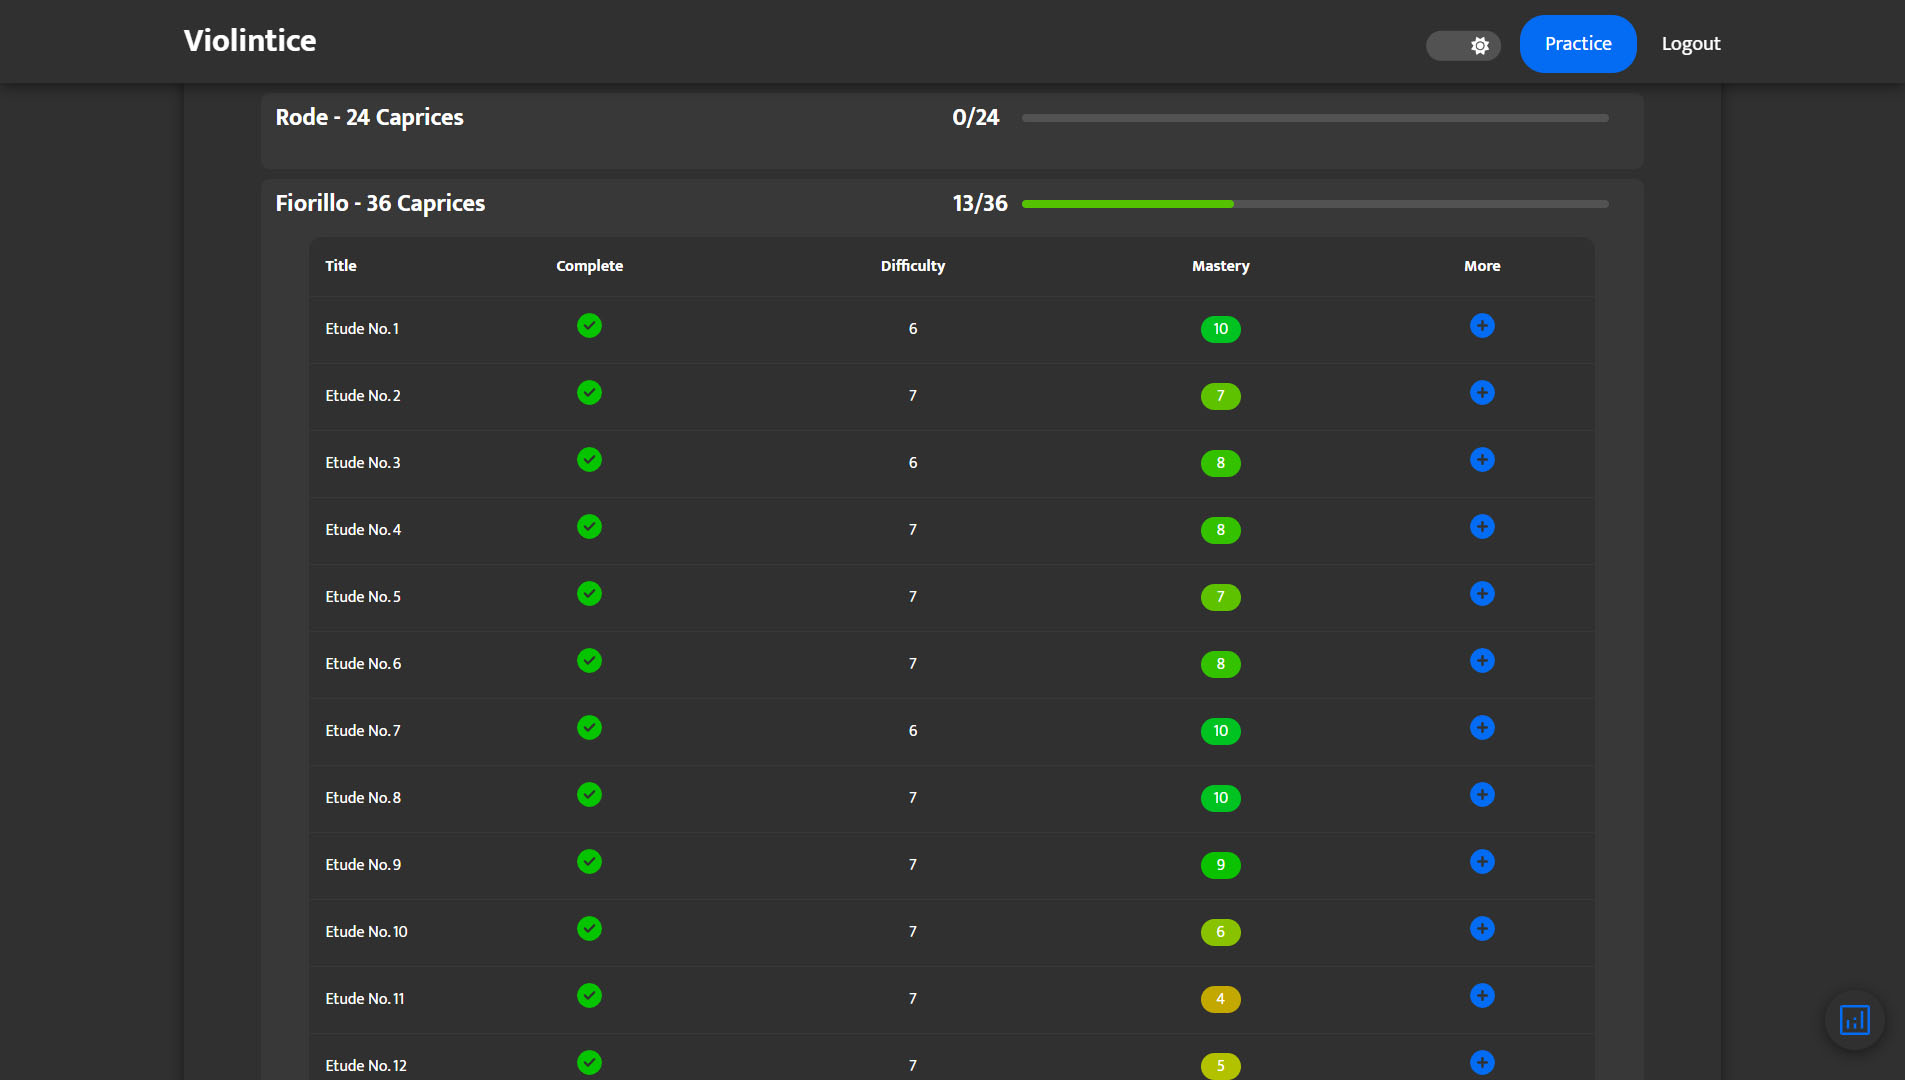 Violintice
Practice
Logout
Rode - 24 Caprices 0/24
Fiorillo - 36 Caprices 13/36
Title Complete Difficulty Mastery More
Etude No. 1 6 10
Etude No. 2 7 7
Etude No. 3 6 8
Etude No. 4 7 8
Etude No. 5 7 7
Etude No. 6 7 8
Etude No. 7 6 10
Etude No. 8 7 10
Etude No. 9 7 9
Etude No. 10 7 6
Etude No. 11 7 4
Etude No. 12 7 5